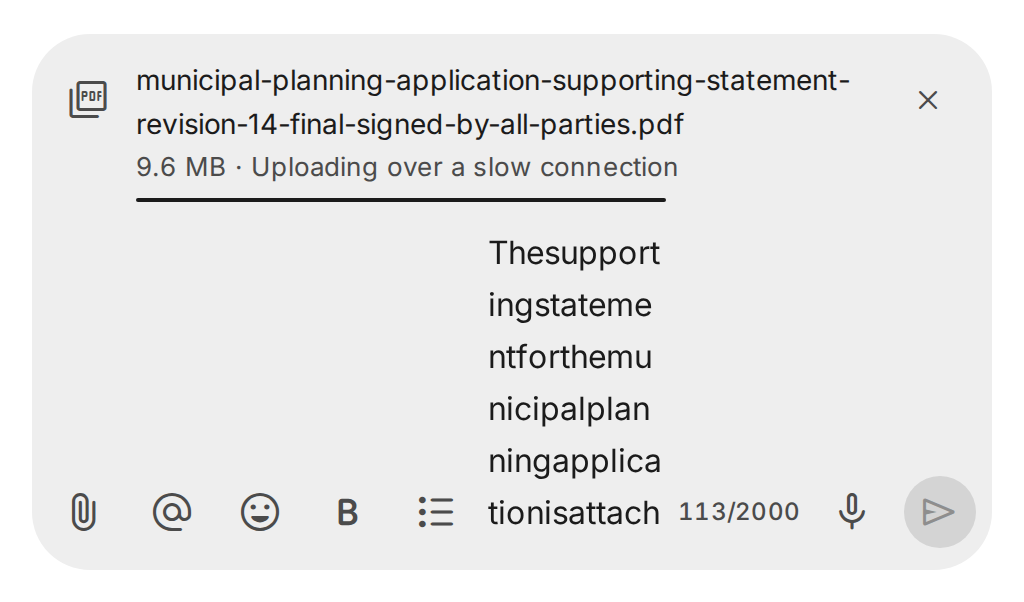 PDF
municipal-planning-application-supporting-statement-
revision-14-final-signed-by-all-parties.pdf
9.6 MB · Uploading over a slow connection
Thesupport
ingstateme
ntforthemu
nicipalplan
ningapplica
tionisattach
B
113/2000